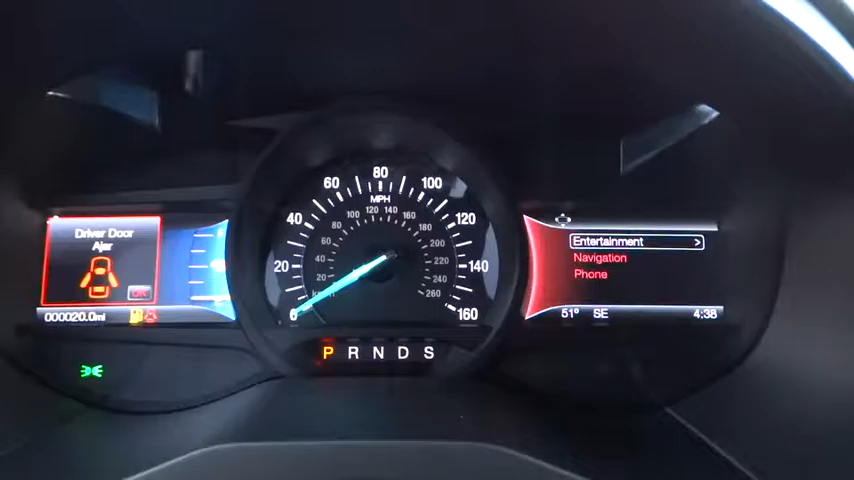 Driver Door
Ajar
OK
000020.0mi
MPH
0
20
40
60
80
100
120
140
160
km/h
20
40
60
80
100
120
140
160
180
200
220
240
260
P R N D S
Entertainment >
Navigation
Phone
51° SE 4:38